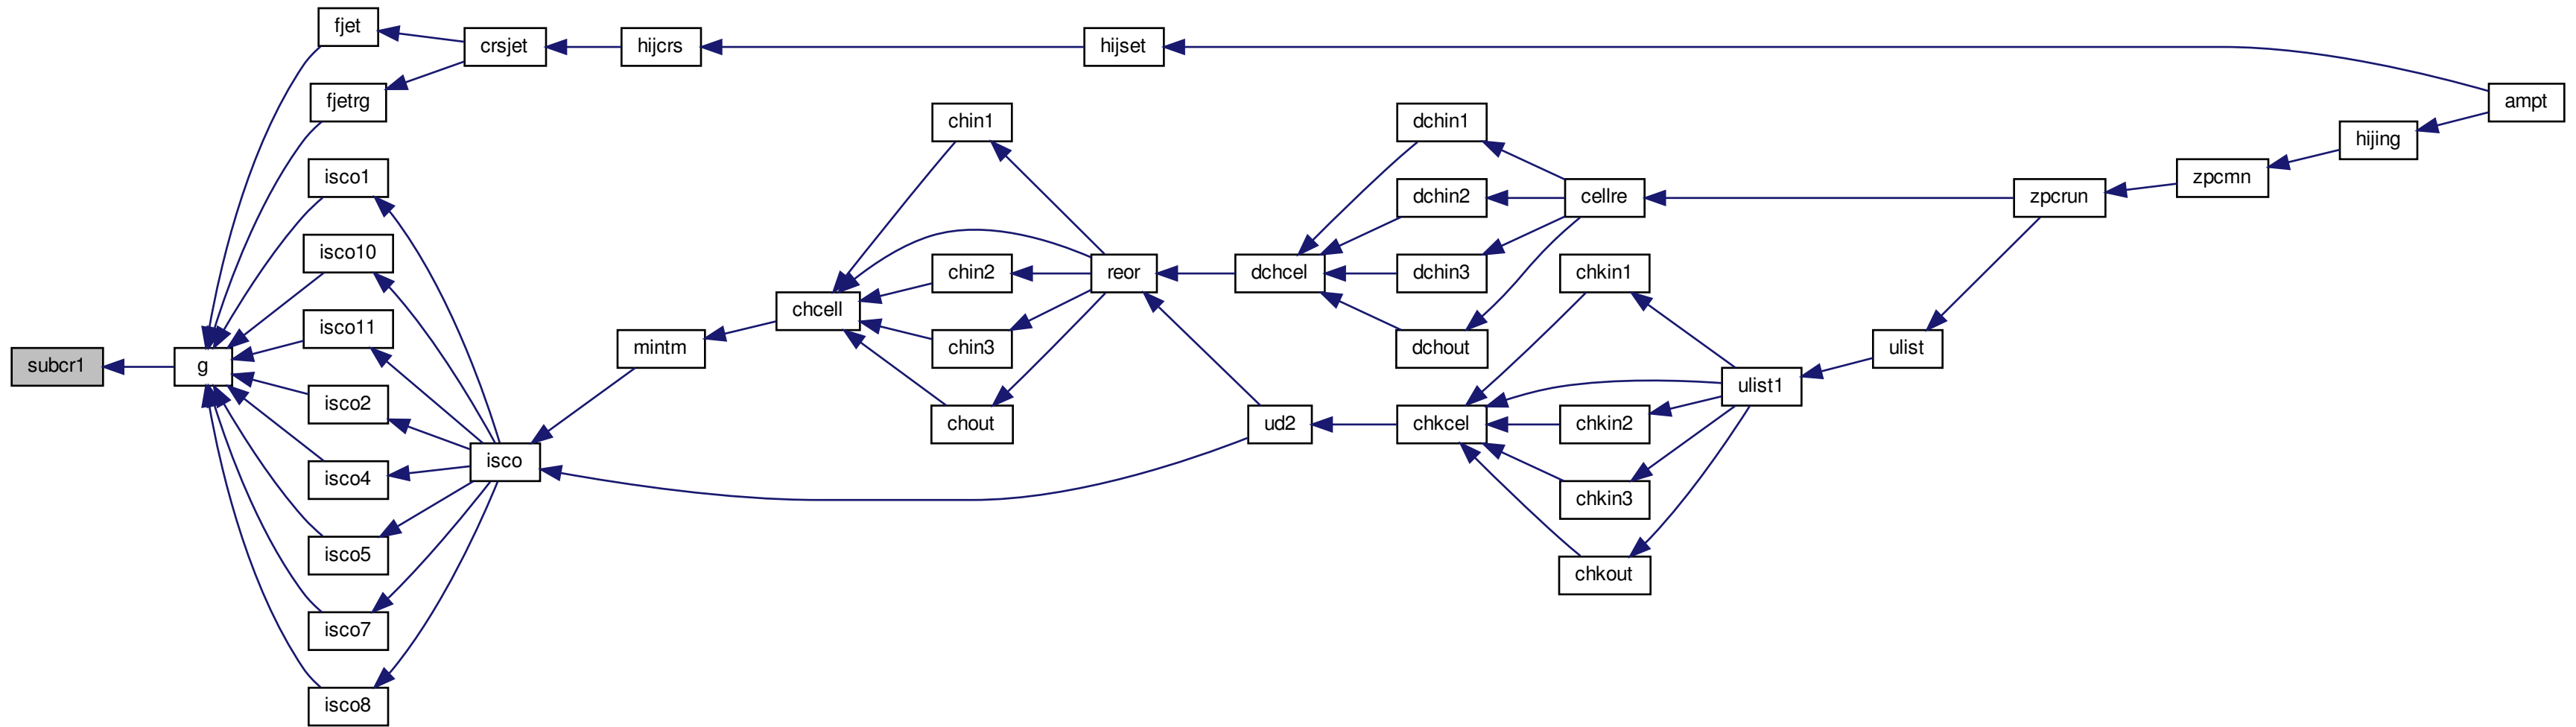 subcr1
g
fjet
fjetrg
isco1
isco10
isco11
isco2
isco4
isco5
isco7
isco8
crsjet
isco
hijcrs
mintm
chcell
chin1
chin2
chin3
chout
hijset
reor
dchcel
ud2
dchin1
dchin2
dchin3
dchout
chkcel
cellre
chkin1
chkin2
chkin3
chkout
ulist1
ulist
zpcrun
zpcmn
hijing
ampt